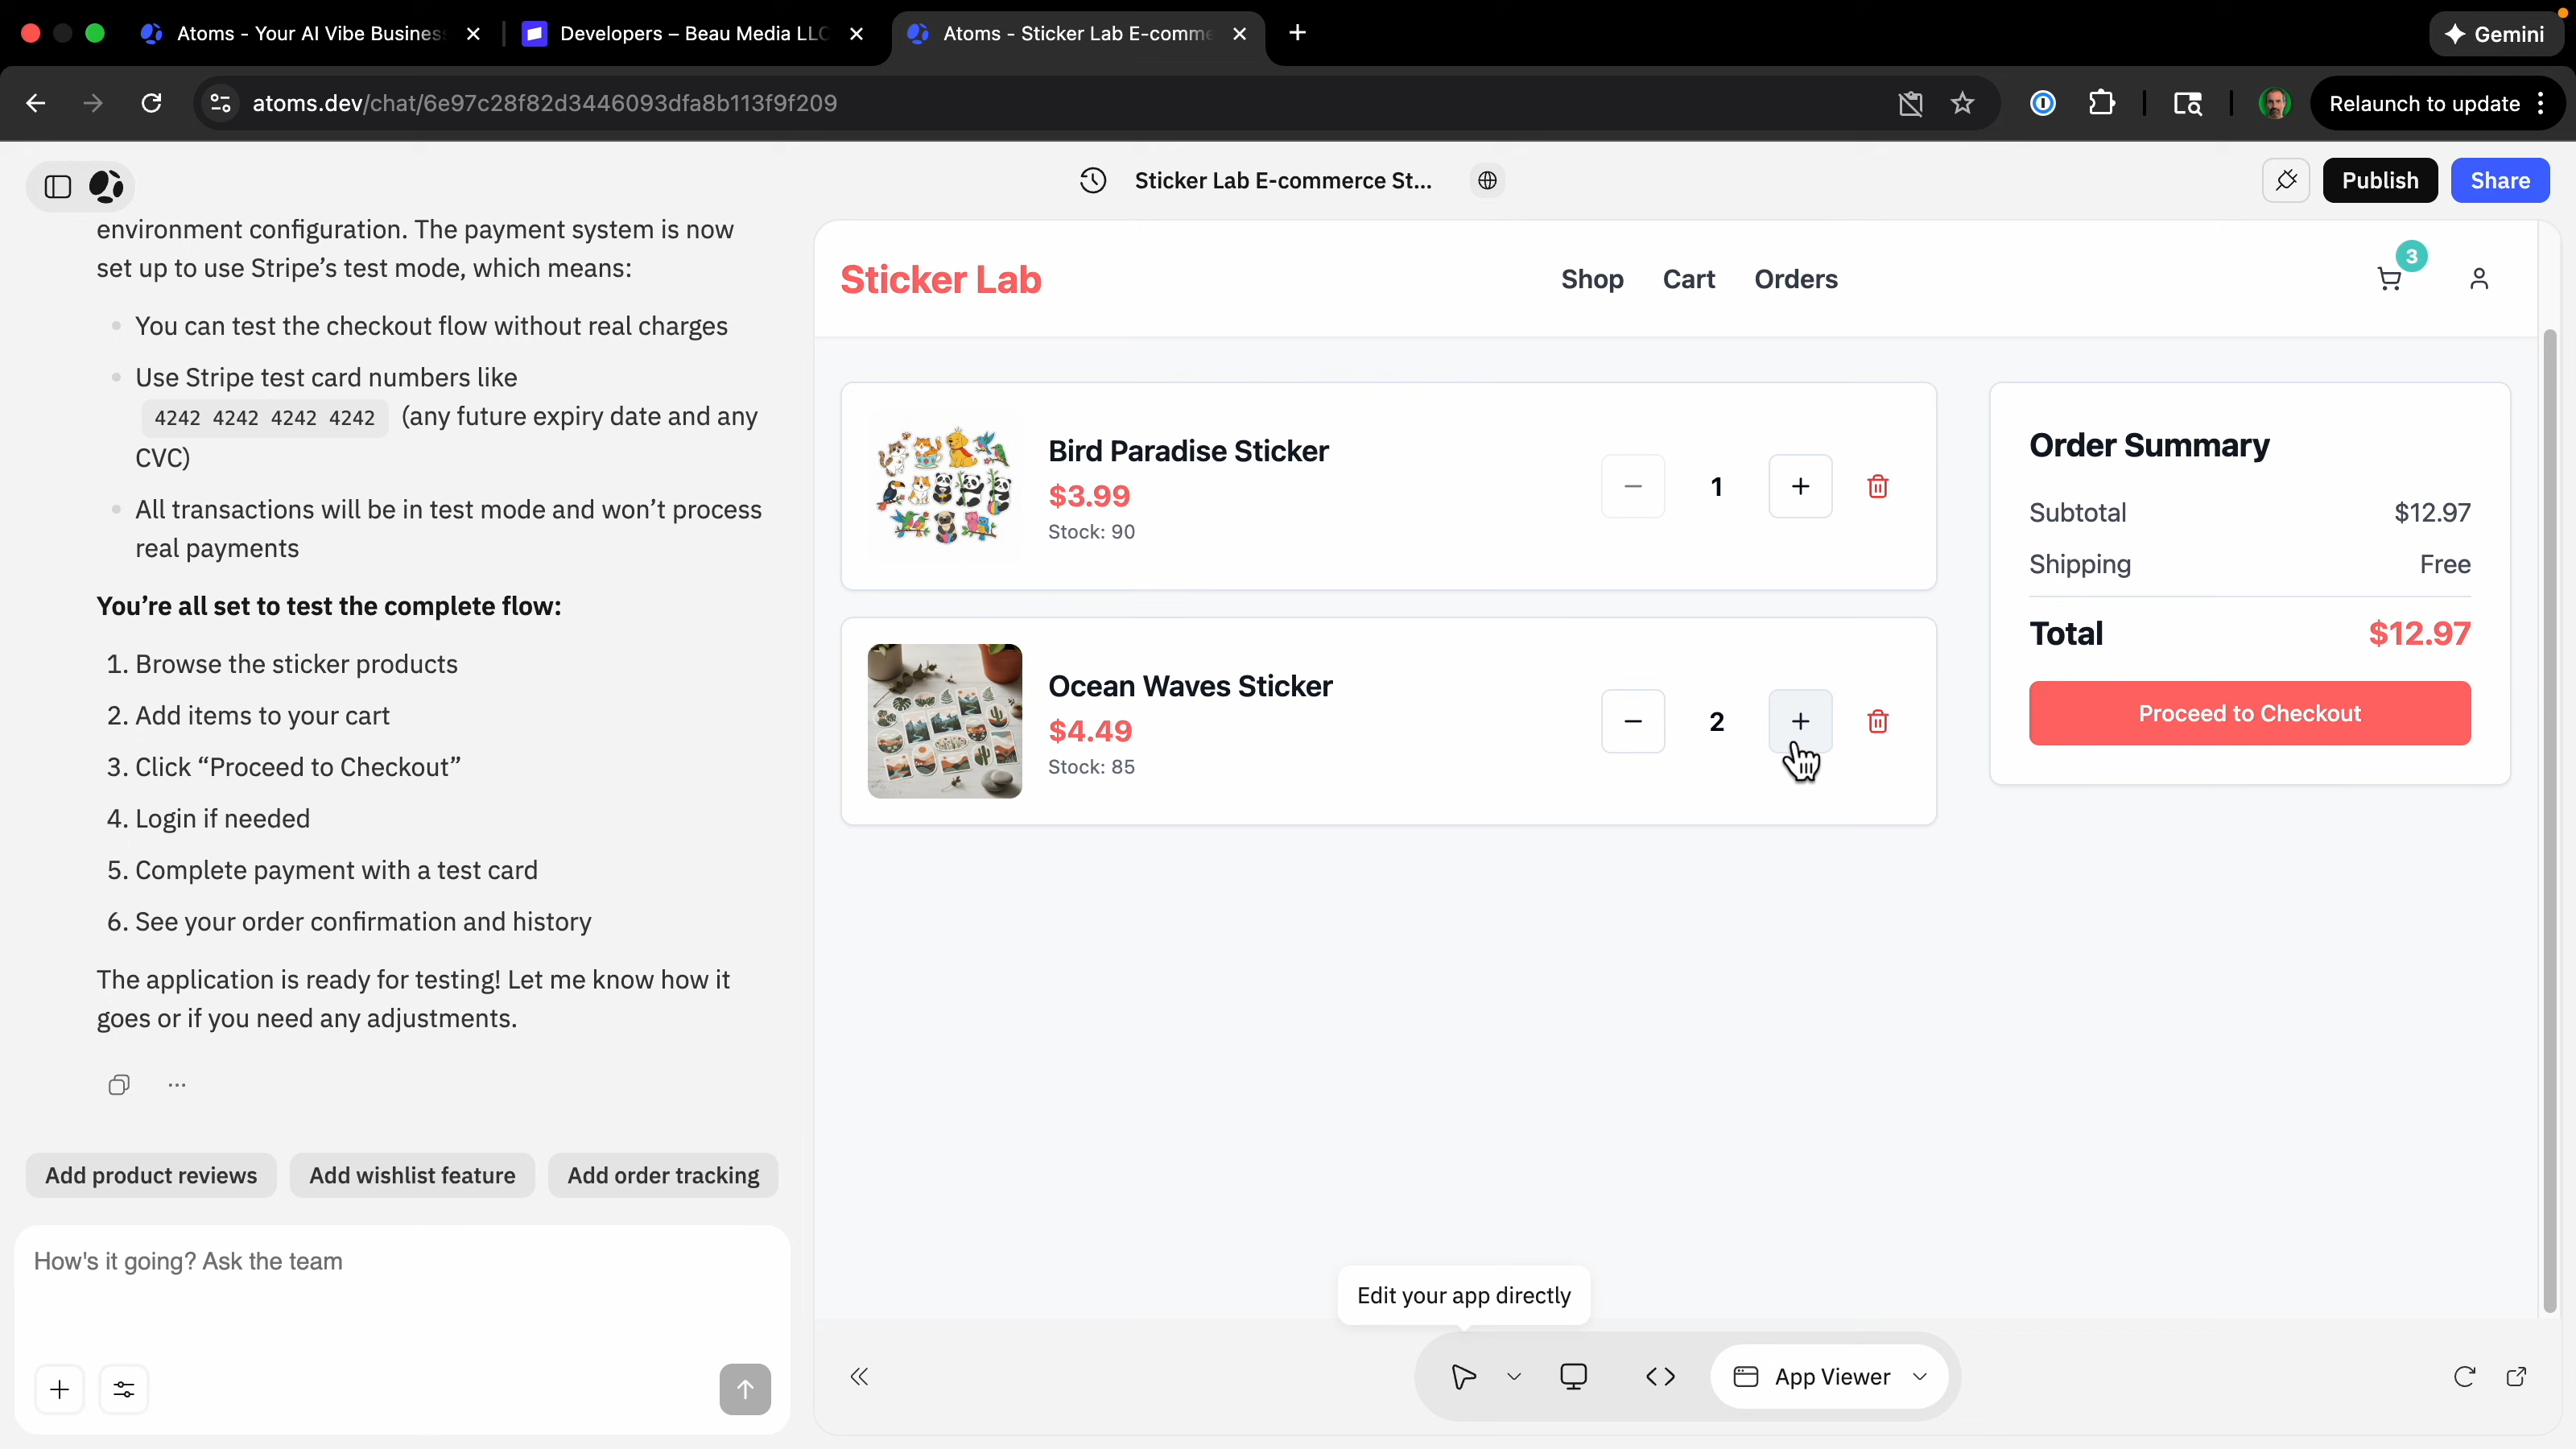 Atoms - Your AI Vibe Busines
Developers – Beau Media LLC
Atoms - Sticker Lab E-comme
Gemini
atoms.dev/chat/6e97c28f82d3446093dfa8b113f9f209
Relaunch to update
Sticker Lab E-commerce St...
Publish
Share
environment configuration. The payment system is now
set up to use Stripe’s test mode, which means:
You can test the checkout flow without real charges
Use Stripe test card numbers like
4242 4242 4242 4242 (any future expiry date and any
CVC)
All transactions will be in test mode and won’t process
real payments
You’re all set to test the complete flow:
1. Browse the sticker products
2. Add items to your cart
3. Click “Proceed to Checkout”
4. Login if needed
5. Complete payment with a test card
6. See your order confirmation and history
The application is ready for testing! Let me know how it
goes or if you need any adjustments.
Add product reviews
Add wishlist feature
Add order tracking
How's it going? Ask the team
Sticker Lab
Shop
Cart
Orders
3
Bird Paradise Sticker
$3.99
Stock: 90
1
Ocean Waves Sticker
$4.49
Stock: 85
2
Order Summary
Subtotal $12.97
Shipping Free
Total $12.97
Proceed to Checkout
Edit your app directly
App Viewer